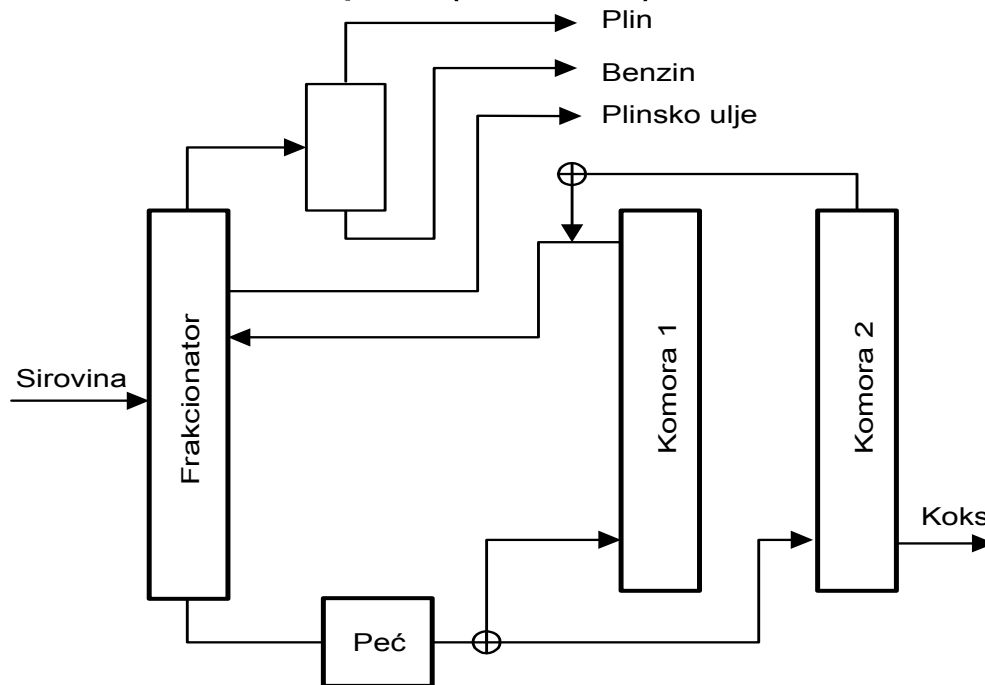 Plin
Benzin
Plinsko ulje
Sirovina
Frakcionator
Komora 1
Komora 2
Koks
Peć